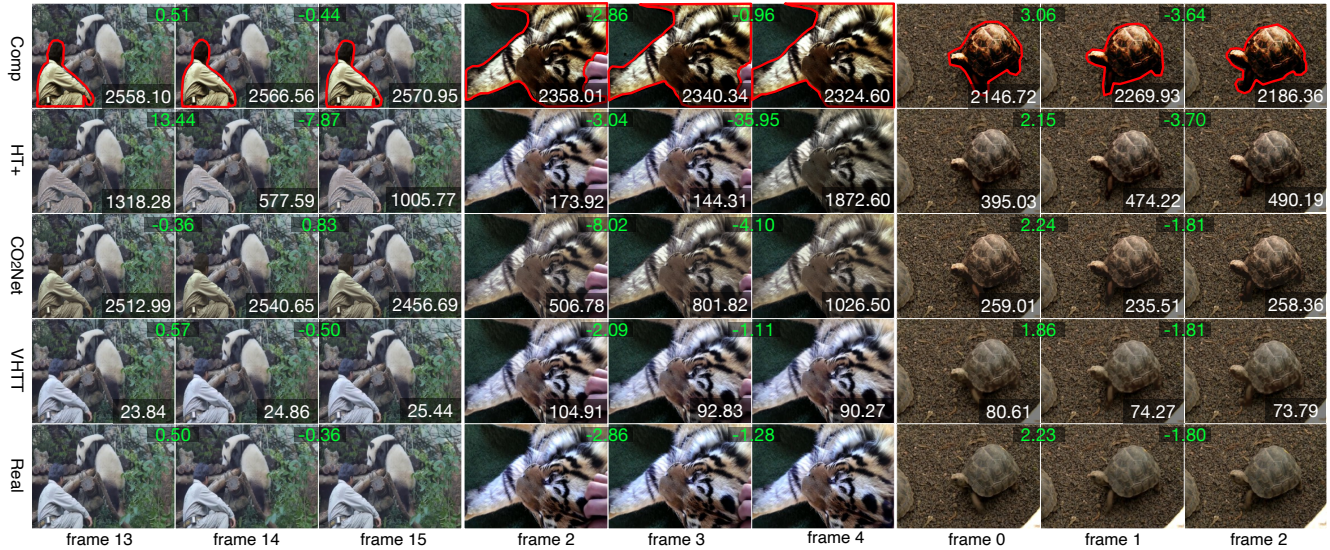 Comp
0.51 -0.44 -2.86 -0.96 3.06 -3.64
2558.10 2566.56 2570.95 2358.01 2340.34 2324.60 2146.72 2269.93 2186.36
HT+
13.44 -7.87 -3.04 -35.95 2.15 -3.70
1318.28 577.59 1005.77 173.92 144.31 1872.60 395.03 474.22 490.19
CO2Net
-0.36 0.83 -8.02 -4.10 2.24 -1.81
2512.99 2540.65 2456.69 506.78 801.82 1026.50 259.01 235.51 258.36
VHTT
0.57 -0.50 -2.09 -1.11 1.86 -1.81
23.84 24.86 25.44 104.91 92.83 90.27 80.61 74.27 73.79
Real
0.50 -0.36 -2.86 -1.28 2.23 -1.80
frame 13 frame 14 frame 15 frame 2 frame 3 frame 4 frame 0 frame 1 frame 2